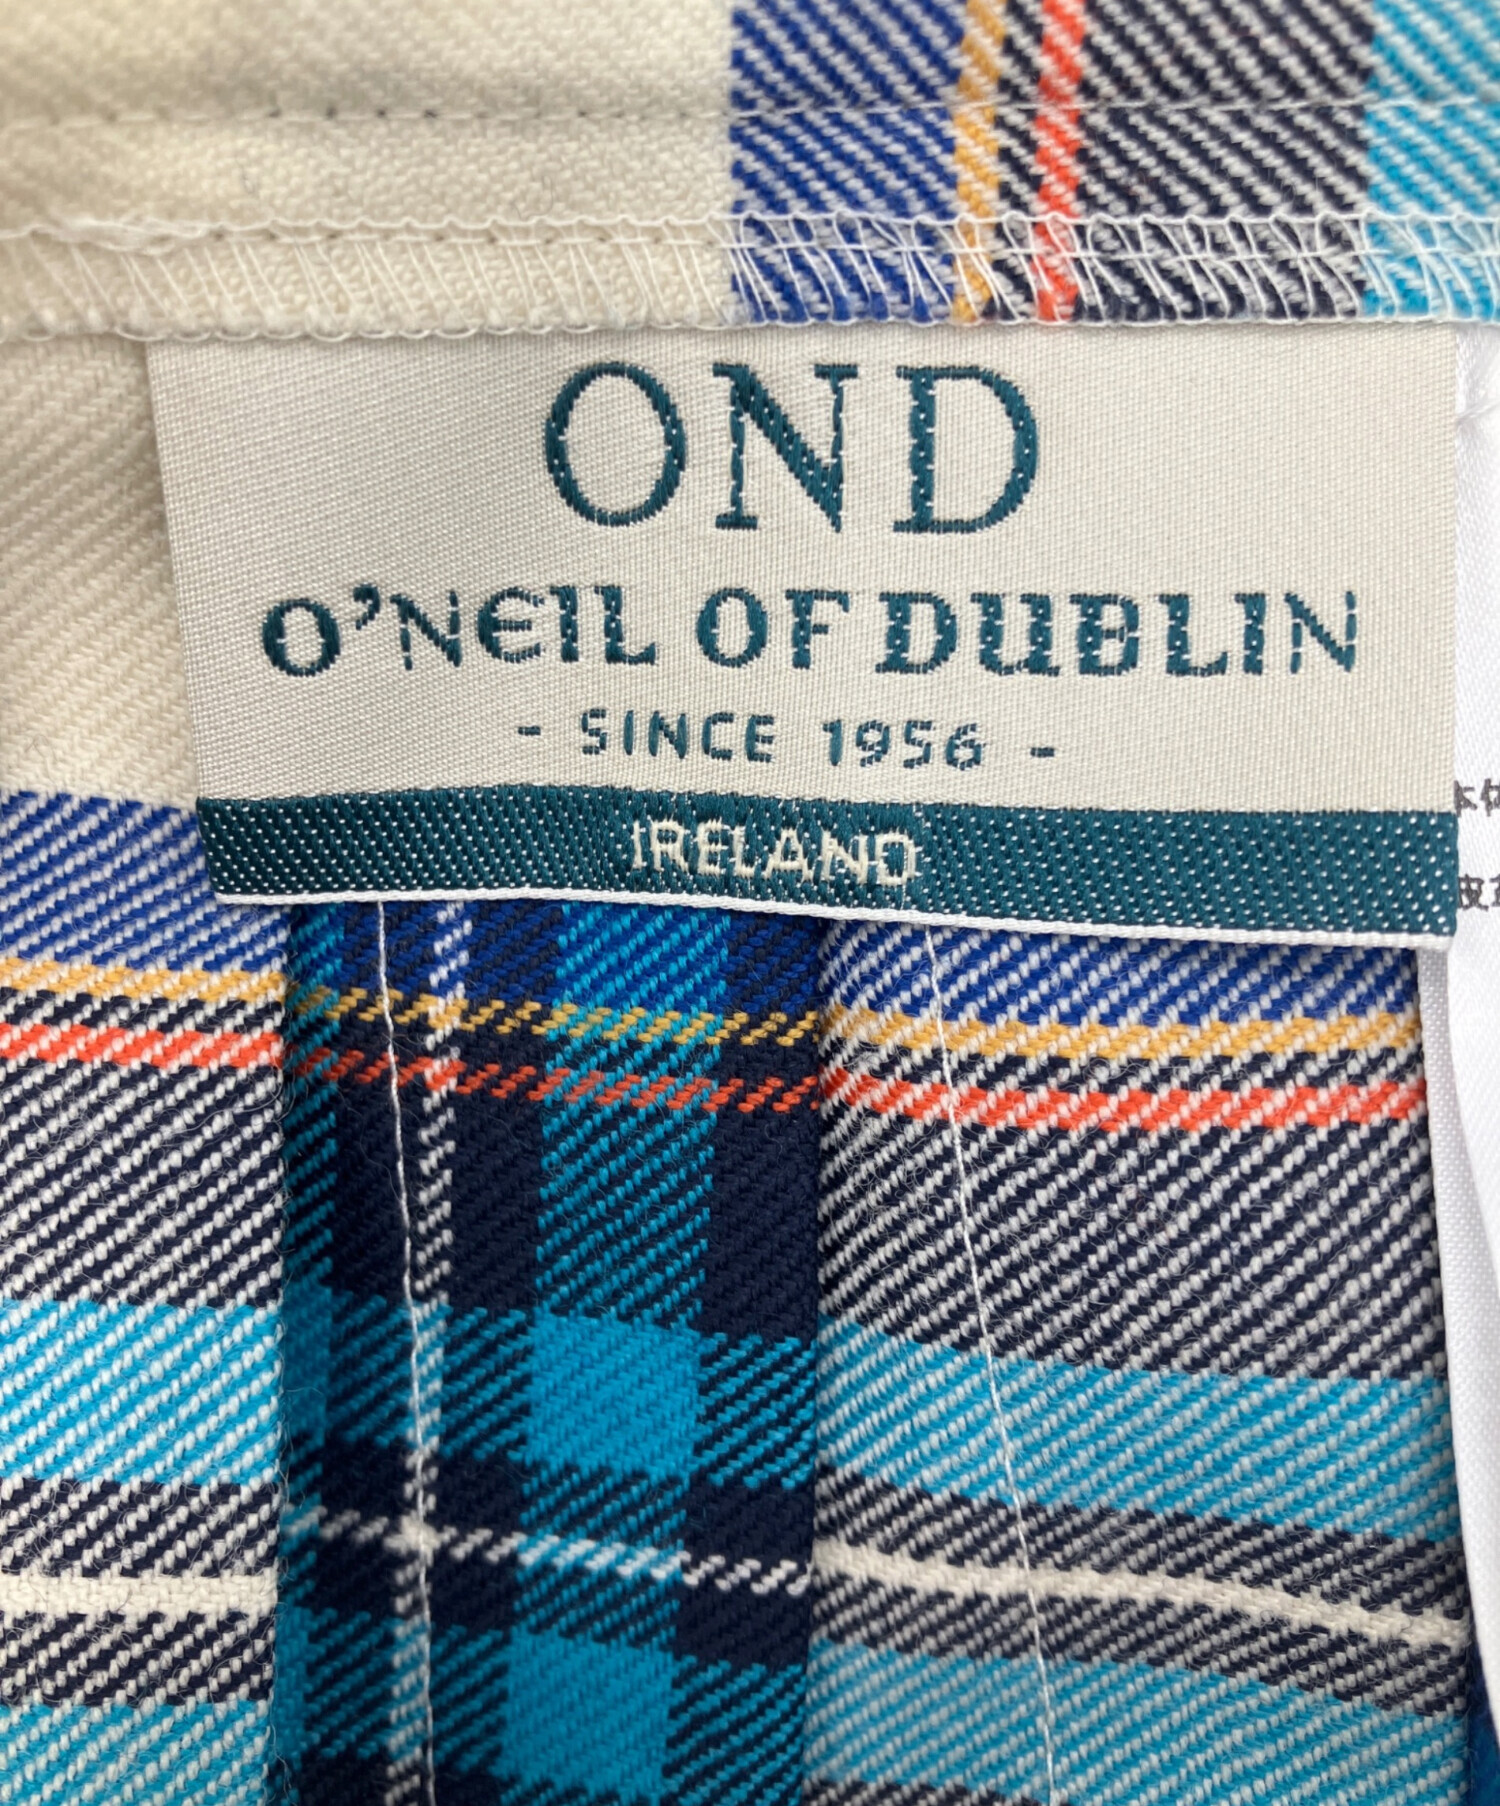 OND
O'NEIL OF DUBLIN
- SINCE 1956 -
IRELAND